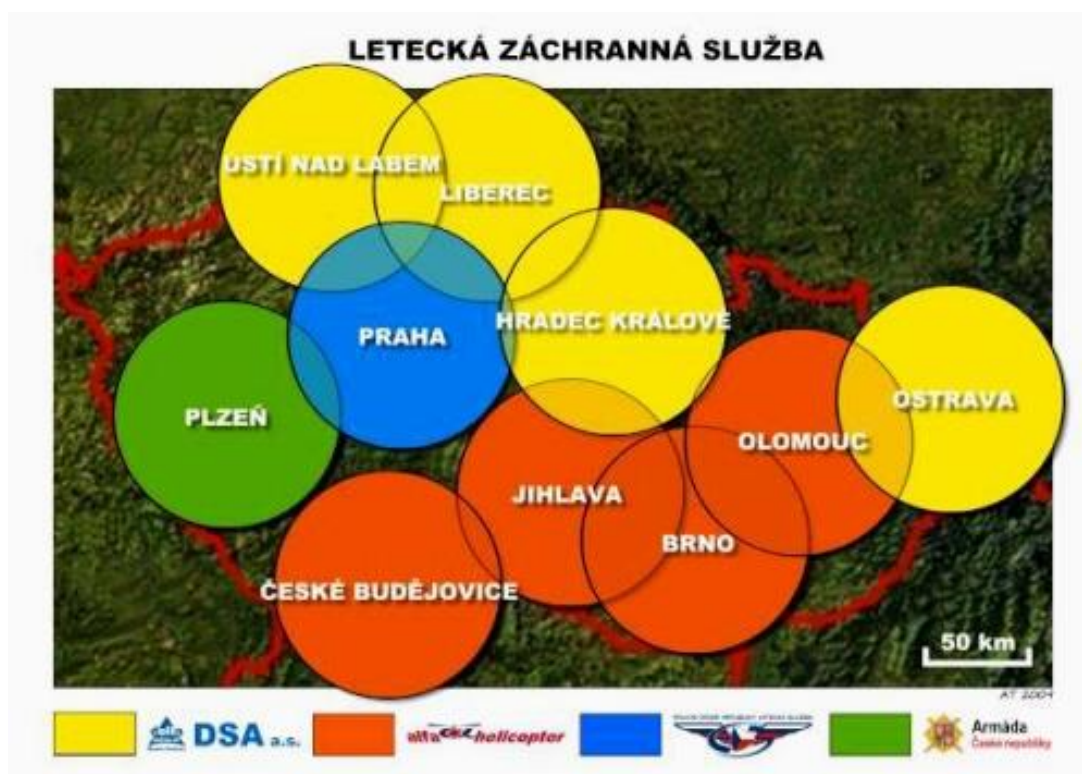 LETECKÁ ZÁCHRANNÁ SLUŽBA
ÚSTÍ NAD LABEM
LIBEREC
HRADEC KRÁLOVÉ
PRAHA
OSTRAVA
PLZEŇ
OLOMOUC
JIHLAVA
BRNO
ČESKÉ BUDĚJOVICE
50 km
AT 2004
DSA a.s.
alfa helicopter
Armáda
České republiky